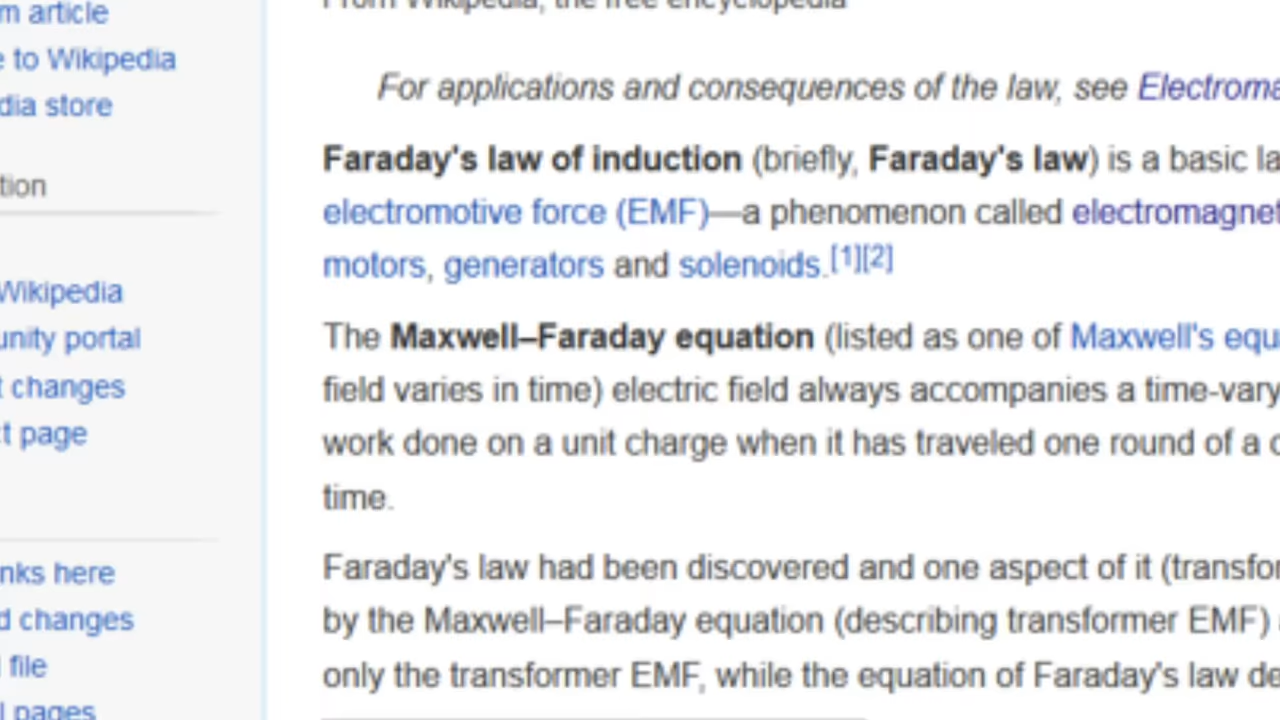 m article
e to Wikipedia
dia store
tion
Wikipedia
unity portal
t changes
ct page
nks here
d changes
l file
l pages
From Wikipedia, the free encyclopedia
For applications and consequences of the law, see Electroma
Faraday's law of induction (briefly, Faraday's law) is a basic la
electromotive force (EMF)—a phenomenon called electromagnet
motors, generators and solenoids.[1][2]
The Maxwell–Faraday equation (listed as one of Maxwell's equa
field varies in time) electric field always accompanies a time-vary
work done on a unit charge when it has traveled one round of a c
time.
Faraday's law had been discovered and one aspect of it (transfor
by the Maxwell–Faraday equation (describing transformer EMF)
only the transformer EMF, while the equation of Faraday's law de